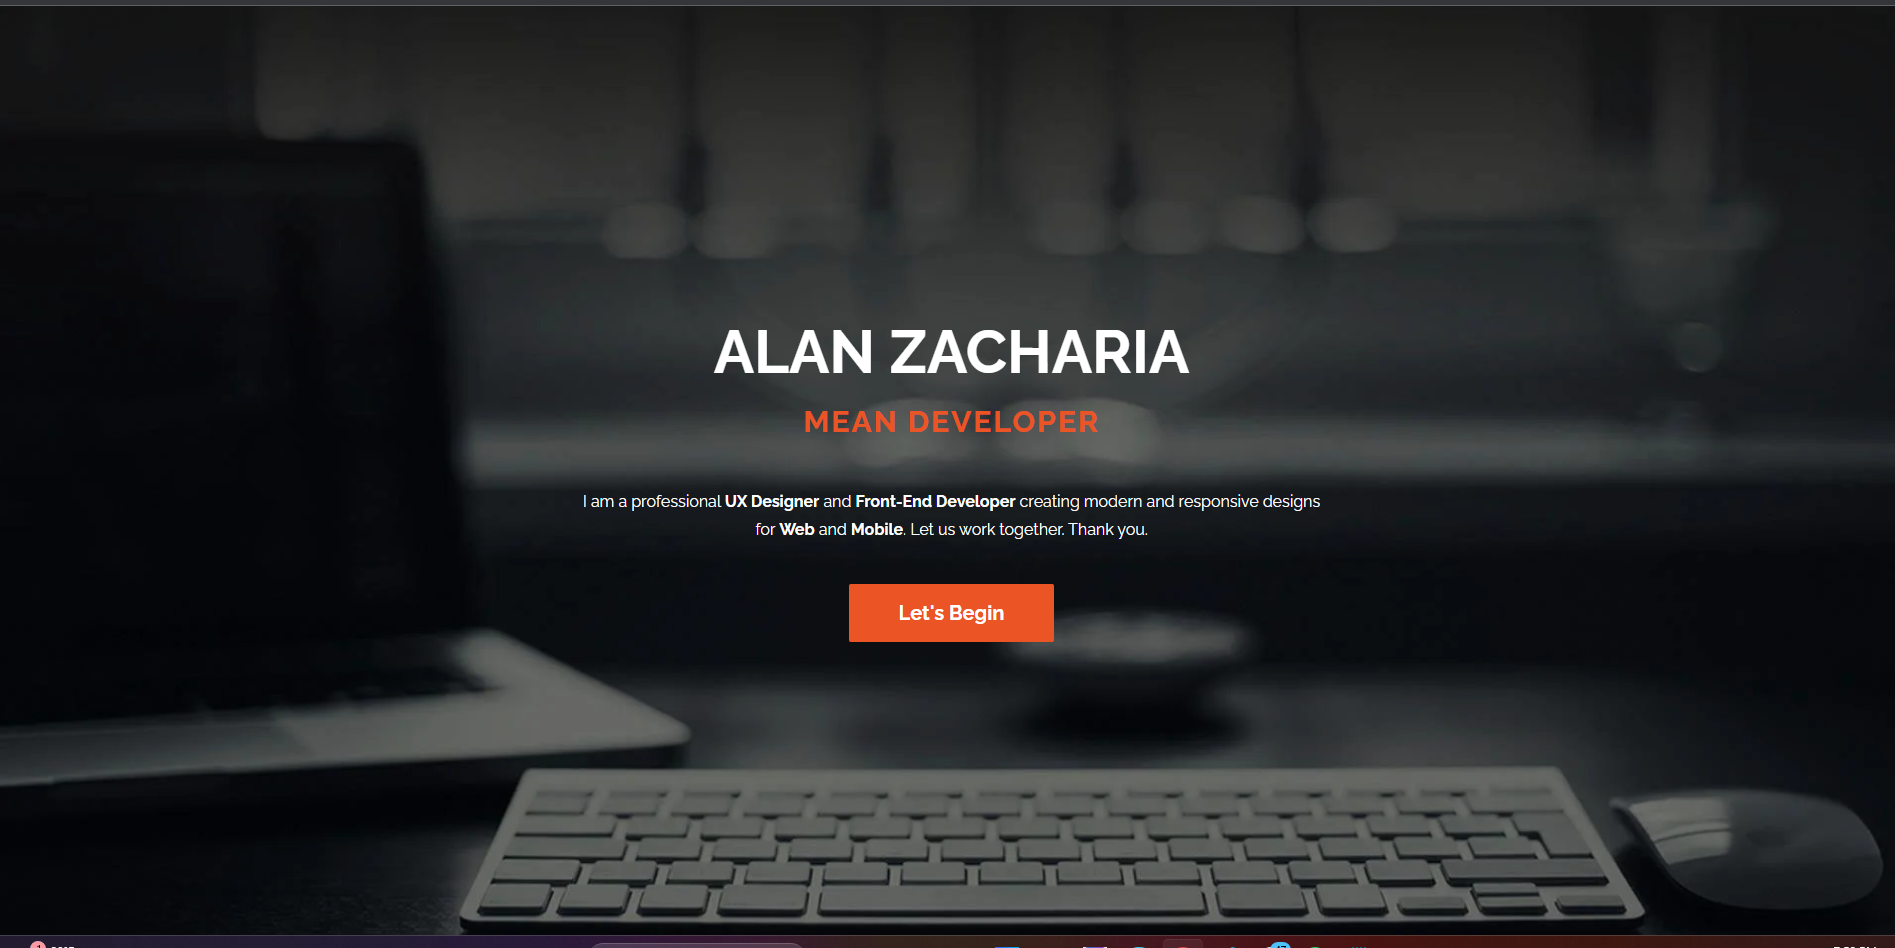 ALAN ZACHARIA
MEAN DEVELOPER
I am a professional UX Designer and Front-End Developer creating modern and responsive designs
for Web and Mobile. Let us work together. Thank you.
Let's Begin